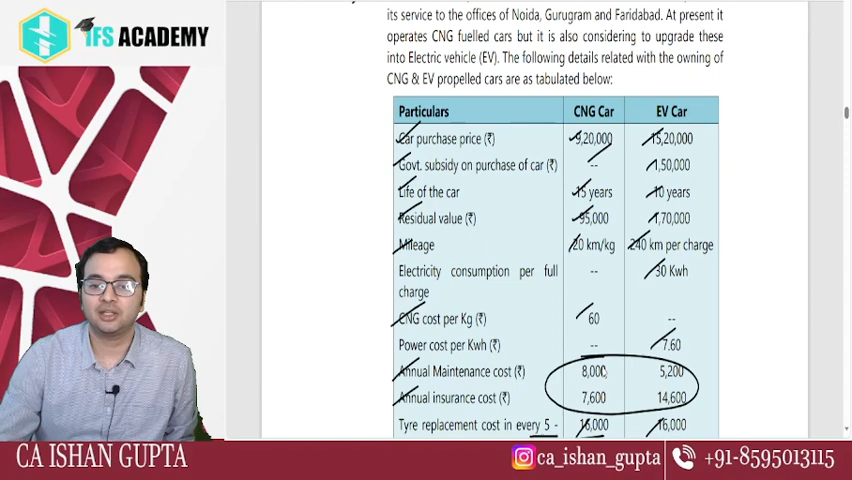 IFS ACADEMY
its service to the offices of Noida, Gurugram and Faridabad. At present it
operates CNG fuelled cars but it is also considering to upgrade these
into Electric vehicle (EV). The following details related with the owning of
CNG & EV propelled cars are as tabulated below:
Particulars CNG Car EV Car
Car purchase price (₹) 9,20,000 15,20,000
Govt. subsidy on purchase of car (₹) -- 1,50,000
Life of the car 15 years 10 years
Residual value (₹) 95,000 1,70,000
Mileage 20 km/kg 240 km per charge
Electricity consumption per full charge -- 30 Kwh
CNG cost per Kg (₹) 60 --
Power cost per Kwh (₹) -- 7.60
Annual Maintenance cost (₹) 8,000 5,200
Annual insurance cost (₹) 7,600 14,600
Tyre replacement cost in every 5 - 16,000 16,000
CA ISHAN GUPTA ca_ishan_gupta +91-8595013115